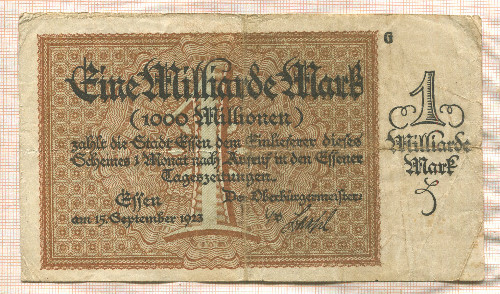 G
Eine Milliarde Mark
(1000 Millionen)
zahlt die Stadt Essen dem Einlieferer dieses
Scheines 1 Monat nach Aufruf in den Essener
Tageszeitungen.
Essen
am 15. September 1923
Der Oberbürgermeister
1
1
Milliarde
Mark